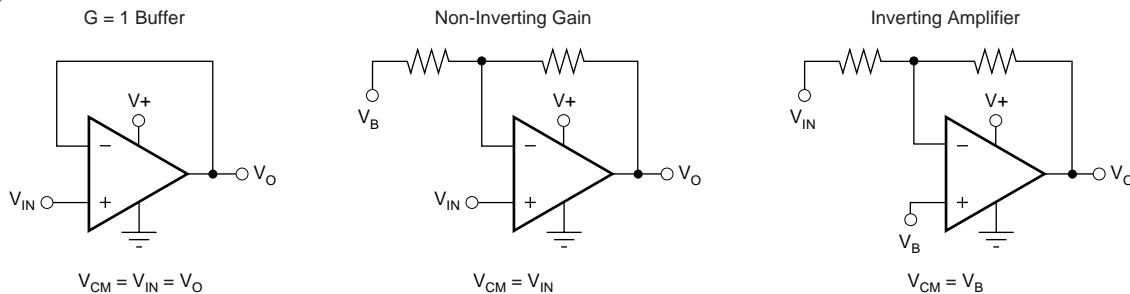 G = 1 Buffer
V+
−
+
V_IN
V_O
V_CM = V_IN = V_O
Non-Inverting Gain
V_B
V+
−
+
V_IN
V_O
V_CM = V_IN
Inverting Amplifier
V_IN
V+
−
+
V_B
V_O
V_CM = V_B